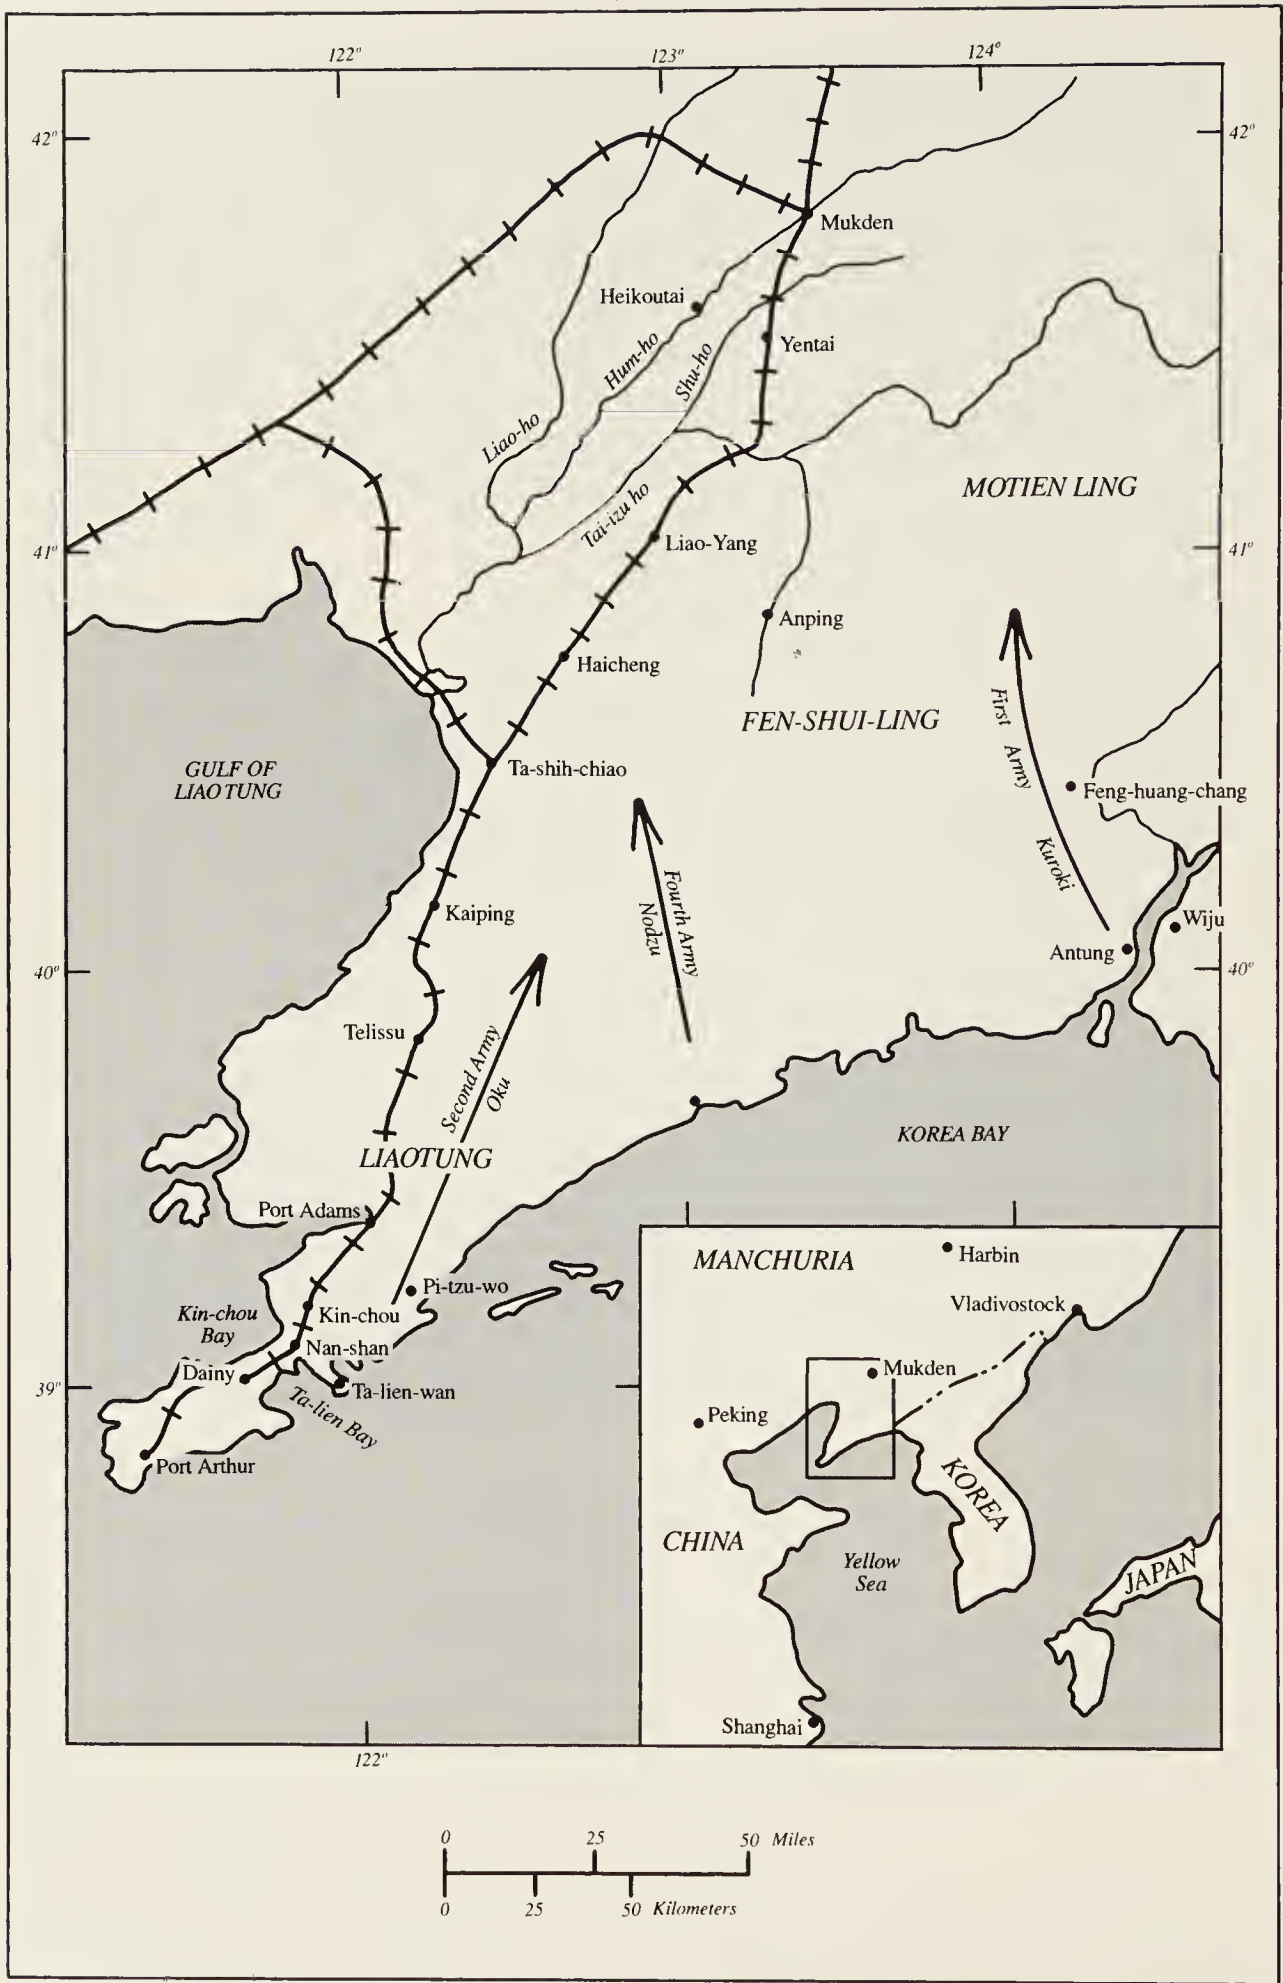 122°
123°
124°
42°
42°
Mukden
Heikoutai
Hum-ho
Shu-ho
Yentai
Liao-ho
MOTIEN LING
Tai-izu ho
Liao-Yang
41°
41°
Anping
Haicheng
FEN-SHUI-LING
First Army
Kuroki
GULF OF
LIAO TUNG
Ta-shih-chiao
Feng-huang-chang
Fourth Army
Nodzu
Kaiping
Wiju
Antung
40°
40°
Telissu
Second Army
Oku
KOREA BAY
LIAOTUNG
Port Adams
Pi-tzu-wo
Kin-chou
Bay
Kin-chou
Nan-shan
Dainy
39°
Ta-lien-wan
Ta-lien Bay
Port Arthur
MANCHURIA
Harbin
Vladivostock
Mukden
Peking
KOREA
CHINA
Yellow
Sea
JAPAN
Shanghai
122°
0 25 50 Miles
0 25 50 Kilometers